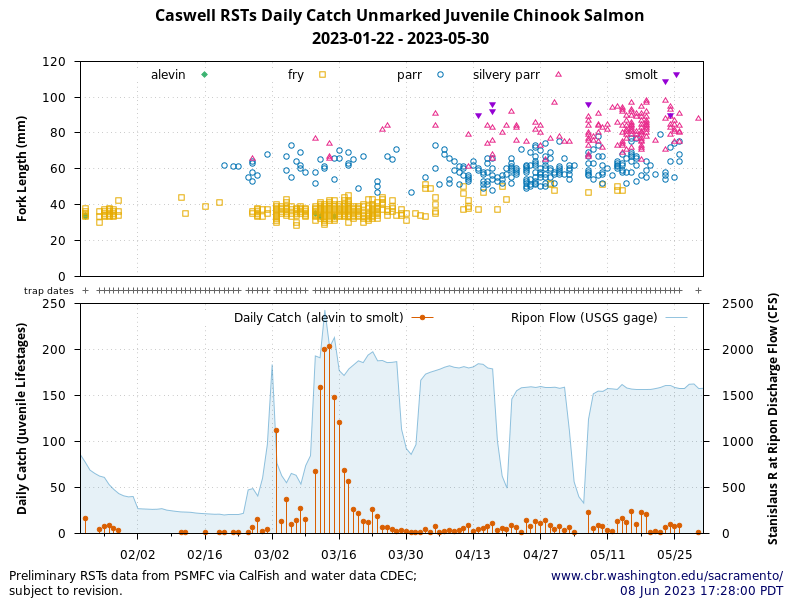 Caswell RSTs Daily Catch Unmarked Juvenile Chinook Salmon
2023-01-22 - 2023-05-30
alevin fry parr silvery parr smolt
Fork Length (mm)
120
100
80
60
40
20
0
trap dates
Daily Catch (alevin to smolt) Ripon Flow (USGS gage)
Daily Catch (Juvenile Lifestages)
250
200
150
100
50
0
2500
2000
1500
1000
500
0
Stanislaus R at Ripon Discharge Flow (CFS)
02/02 02/16 03/02 03/16 03/30 04/13 04/27 05/11 05/25
Preliminary RSTs data from PSMFC via CalFish and water data CDEC;
subject to revision.
www.cbr.washington.edu/sacramento/
08 Jun 2023 17:28:00 PDT